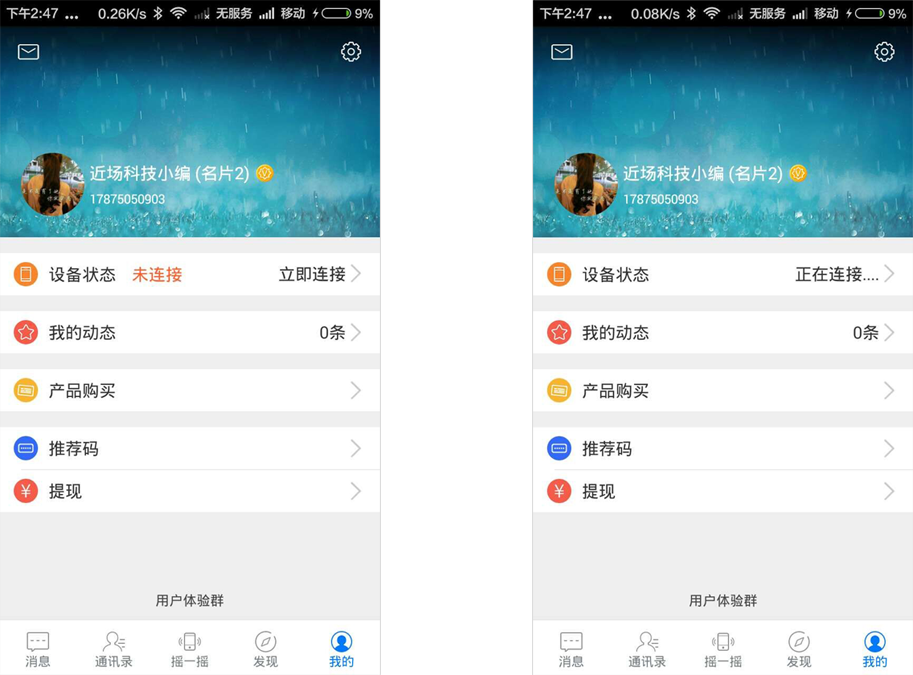 下午2:47 ... 0.26K/s 无服务 移动 9%
近场科技小编 (名片2)
17875050903
设备状态 未连接 立即连接
我的动态 0条
产品购买
推荐码
¥ 提现
用户体验群
消息 通讯录 摇一摇 发现 我的
下午2:47 ... 0.08K/s 无服务 移动 9%
近场科技小编 (名片2)
17875050903
设备状态 正在连接....
我的动态 0条
产品购买
推荐码
¥ 提现
用户体验群
消息 通讯录 摇一摇 发现 我的